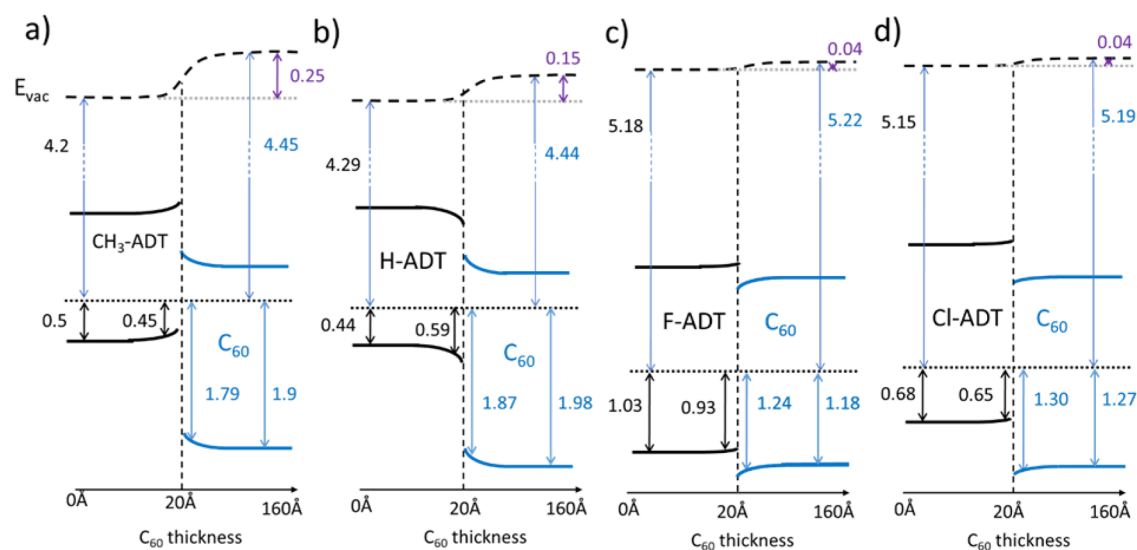 a)
E_vac
0.25
4.2
4.45
CH₃-ADT
0.5
0.45
C₆₀
1.79
1.9
0Å
20Å
160Å
C₆₀ thickness
b)
0.15
4.29
4.44
H-ADT
0.44
0.59
C₆₀
1.87
1.98
0Å
20Å
160Å
C₆₀ thickness
c)
0.04
5.18
5.22
F-ADT
C₆₀
1.03
0.93
1.24
1.18
0Å
20Å
160Å
C₆₀ thickness
d)
0.04
5.15
5.19
Cl-ADT
C₆₀
0.68
0.65
1.30
1.27
0Å
20Å
160Å
C₆₀ thickness